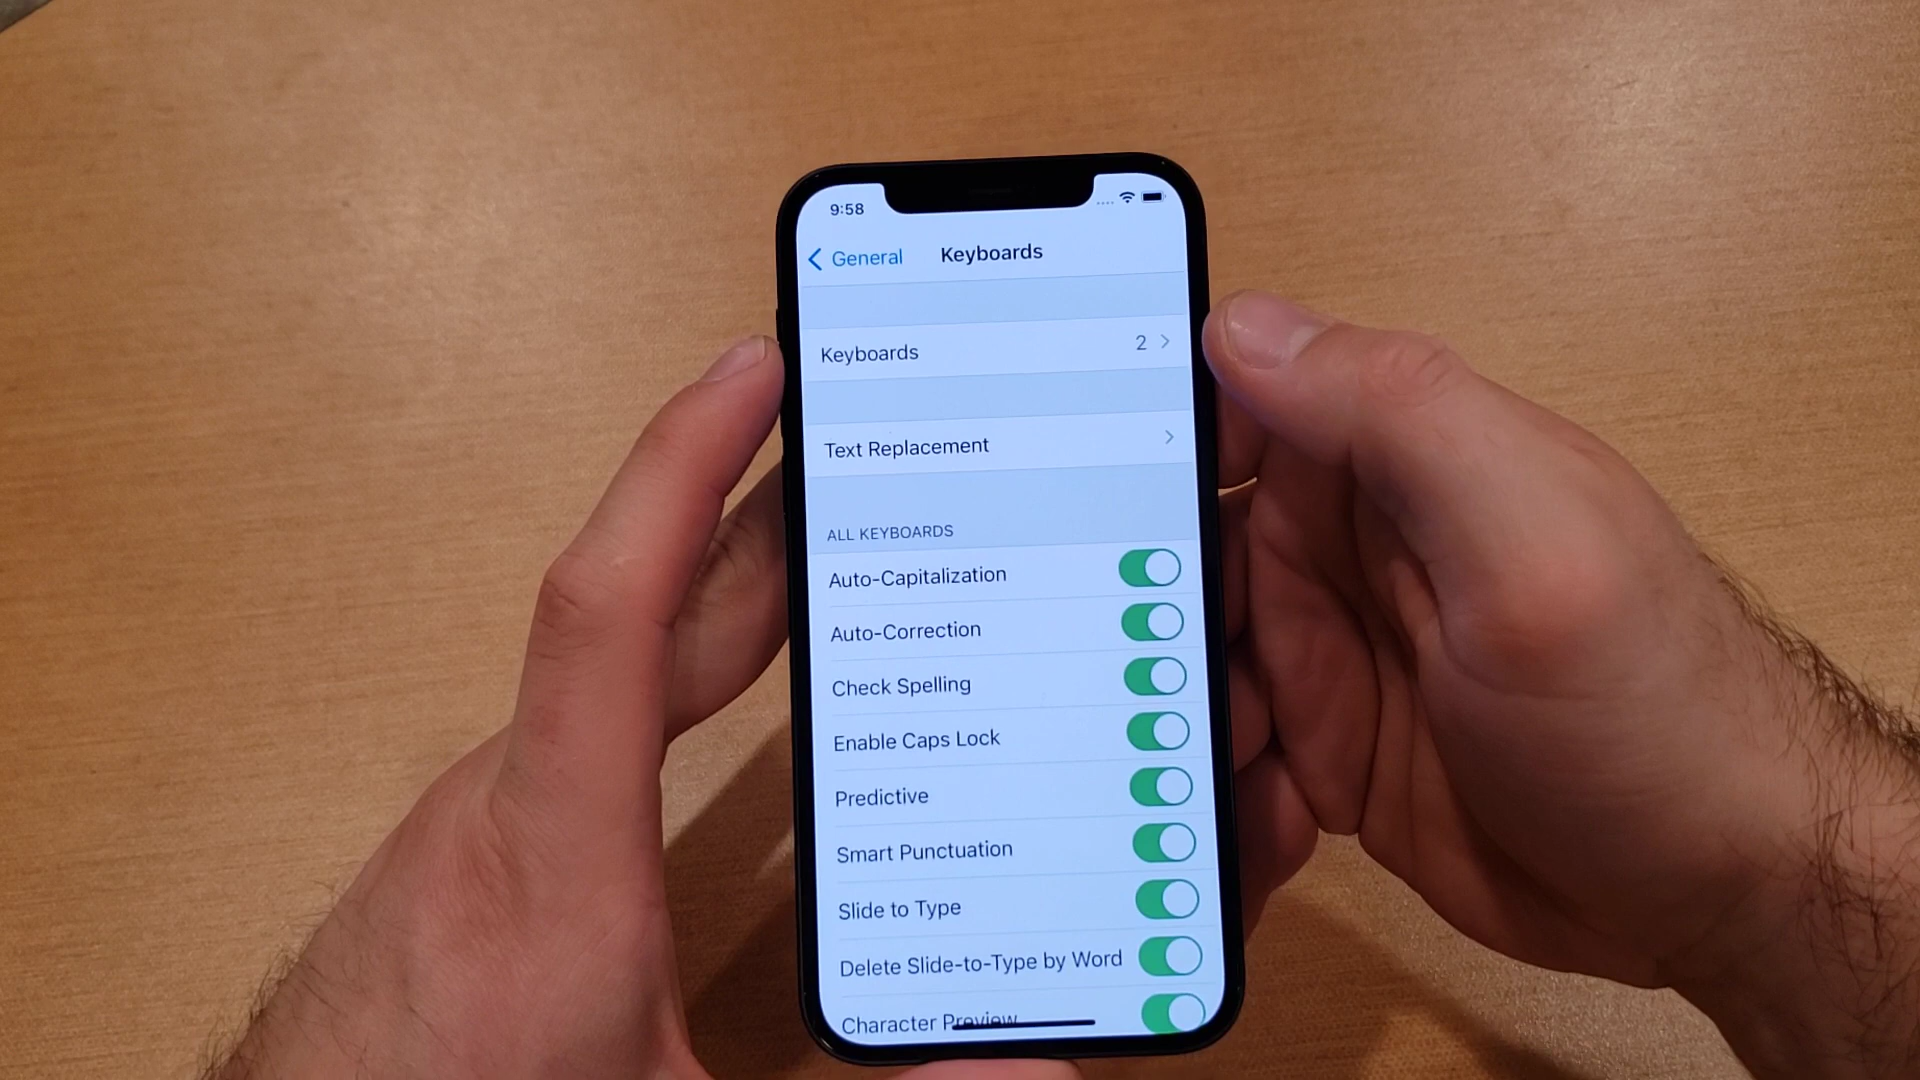 9:58
General
Keyboards
Keyboards 2
Text Replacement
ALL KEYBOARDS
Auto-Capitalization
Auto-Correction
Check Spelling
Enable Caps Lock
Predictive
Smart Punctuation
Slide to Type
Delete Slide-to-Type by Word
Character Preview